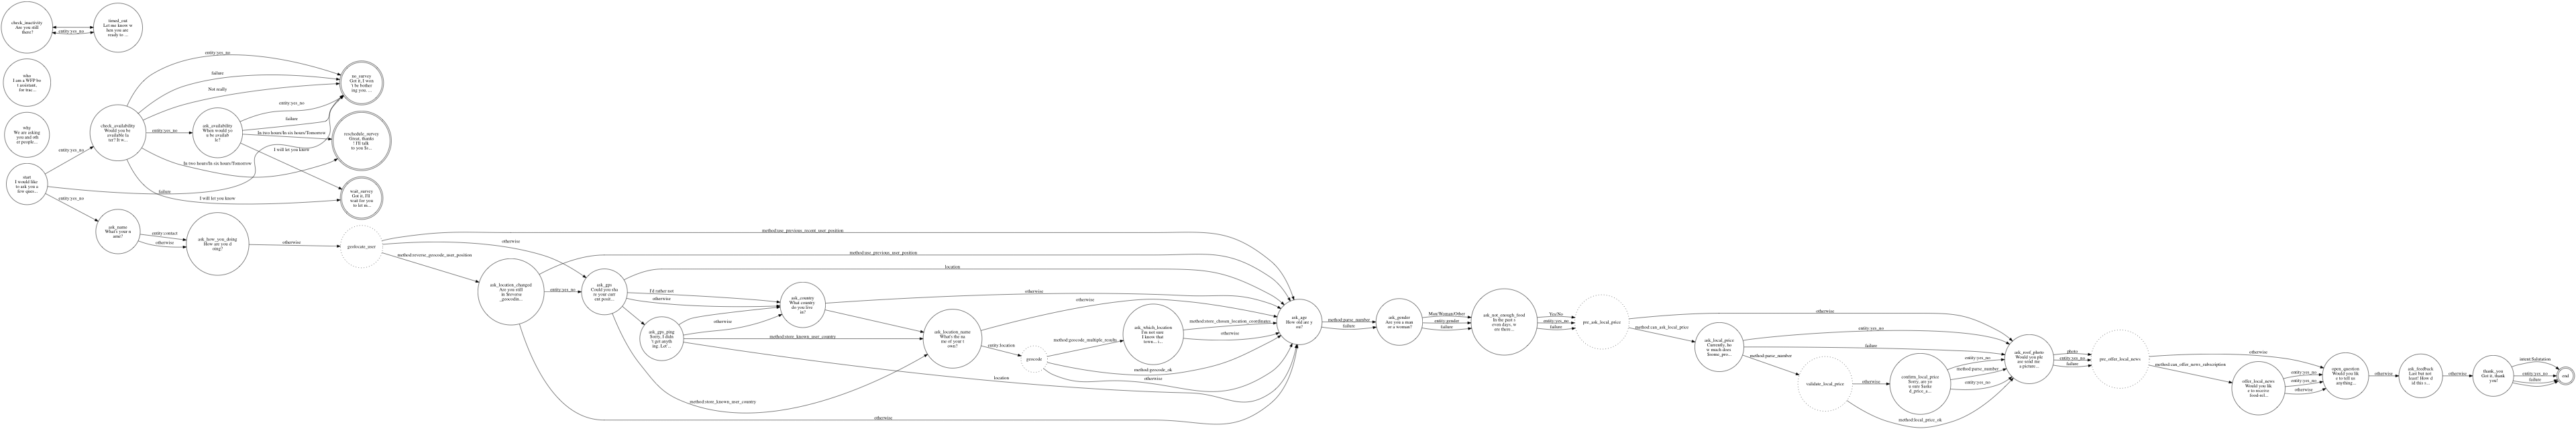 check_inactivity
Are you still
there?
entity:yes_no
timed_out
Let me know w
hen you are
ready to ...
who
I am a WFP bo
t assistant,
why
We are asking
you and oth
er people...
start
I would like
to ask you a
few ques...
entity:yes_no
failure
entity:yes_no
check_availability
Would you be
available la
ter? It w...
entity:yes_no
failure
Not really
entity:yes_no
In two hours/In six hours/Tomorrow
I will let you know
ask_availability
When would yo
u be availab
le?
entity:yes_no
failure
In two hours/In six hours/Tomorrow
I will let you know
no_survey
Got it, I won
't be bother
ing you. ...
reschedule_survey
Great, thanks
! I'll talk
to you lo...
wait_survey
Got it, I'll
wait for you
to let m...
ask_name
What's your n
ame?
entity:contact
otherwise
ask_how_you_doing
How are you d
oing?
otherwise
geolocate_user
method:use_previous_recent_user_position
otherwise
method:reverse_geocode_user_position
ask_location_changed
Are you still
in $reverse
_geocodin...
method:use_previous_user_position
entity:yes_no
otherwise
ask_gps
Could you sha
re your curr
ent posit...
location
I'd rather not
otherwise
method:store_known_user_country
ask_gps_ping
Sorry, I didn'
t get anyth
ing. Let'...
otherwise
method:store_known_user_country
location
ask_country
What country
do you live
in?
otherwise
ask_location_name
What's the na
me of your t
own?
otherwise
entity:location
geocode
method:geocode_multiple_results
method:geocode_ok
otherwise
ask_which_location
I'm not sure
I know that
town... c...
method:store_chosen_location_coordinates
otherwise
ask_age
How old are y
ou?
method:parse_number
failure
ask_gender
Are you a man
or a woman?
Man/Woman/Other
entity:gender
failure
ask_not_enough_food
In the past s
even days, w
ere there...
Yes/No
entity:yes_no
failure
pre_ask_local_price
otherwise
method:can_ask_local_price
ask_local_price
Currently, ho
w much does
$some_pro...
entity:yes_no
failure
method:parse_number
validate_local_price
otherwise
method:local_price_ok
confirm_local_price
Sorry, are yo
u sure $aske
d_price_a...
entity:yes_no
method:parse_number
entity:yes_no
ask_roof_photo
Would you ple
ase send me
a picture...
photo
entity:yes_no
failure
pre_offer_local_news
otherwise
method:can_offer_news_subscription
offer_local_news
Would you lik
e to receive
food-rel...
entity:yes_no
entity:yes_no
otherwise
open_question
Would you lik
e to tell us
anything...
otherwise
ask_feedback
Last but not
least! How d
id this c...
otherwise
thank_you
Got it, thank
you!
intent:Salutation
entity:yes_no
failure
end